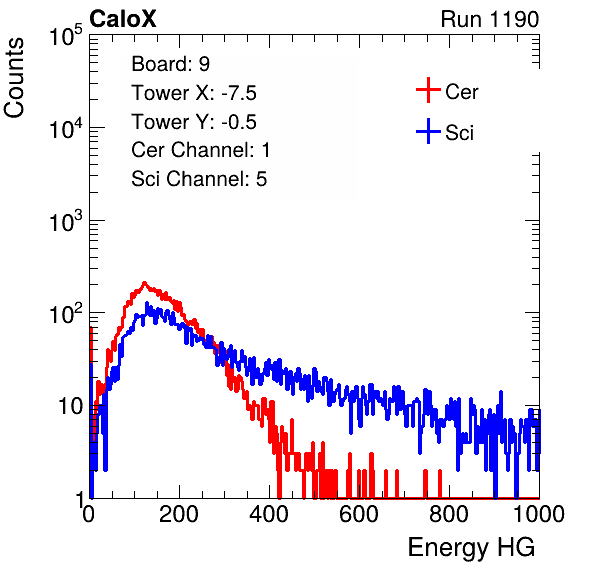 CaloX Run 1190
Counts
10^5
10^4
10^3
10^2
10
1
Board: 9
Tower X: -7.5
Tower Y: -0.5
Cer Channel: 1
Sci Channel: 5
Cer
Sci
0 200 400 600 800 1000
Energy HG